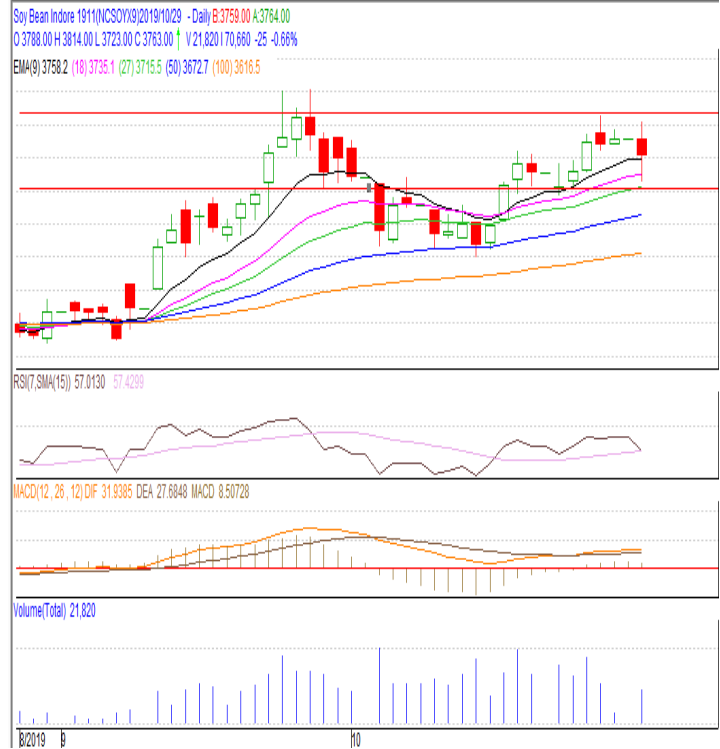 Soy Bean Indore 1911(NCSOYX9)2019/10/29 - Daily B:3759.00 A:3764.00
O 3788.00 H 3814.00 L 3723.00 C 3763.00 ↑ V 21,820 I 70,660 -25 -0.66%
EMA(9) 3758.2 (18) 3735.1 (27) 3715.5 (50) 3672.7 (100) 3616.5
RSI(7,SMA(15)) 57.0130 57.4299
MACD(12 , 26 , 12) DIF 31.9385 DEA 27.6848 MACD 8.50728
Volume(Total) 21,820
8/2019 9 10